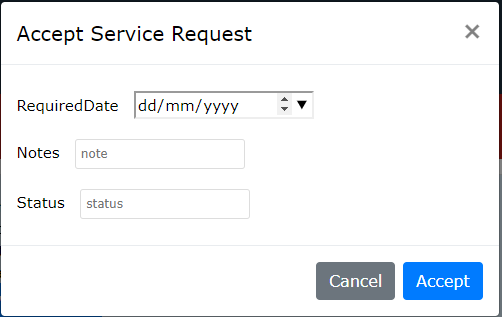 Accept Service Request ×
RequiredDate dd/mm/yyyy
Notes note
Status status
Cancel Accept